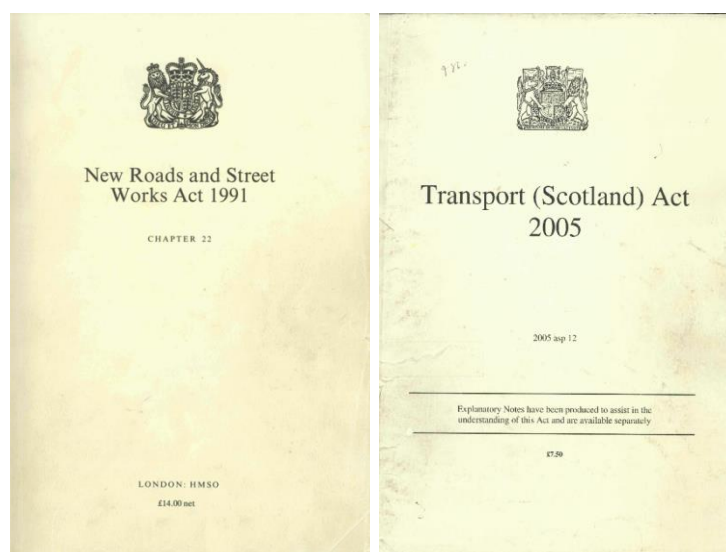 New Roads and Street
Works Act 1991
CHAPTER 22
LONDON: HMSO
£14.00 net
Transport (Scotland) Act
2005
2005 asp 12
Explanatory Notes have been produced to assist in the
understanding of this Act and are available separately
£7.50